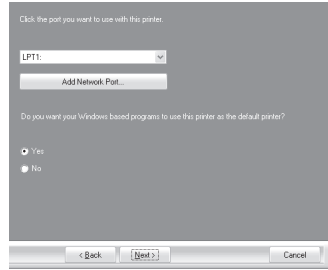 Click the port you want to use with this printer.
LPT1:
Add Network Port...
Do you want your Windows based programs to use this printer as the default printer?
Yes
No
< Back
Next >
Cancel